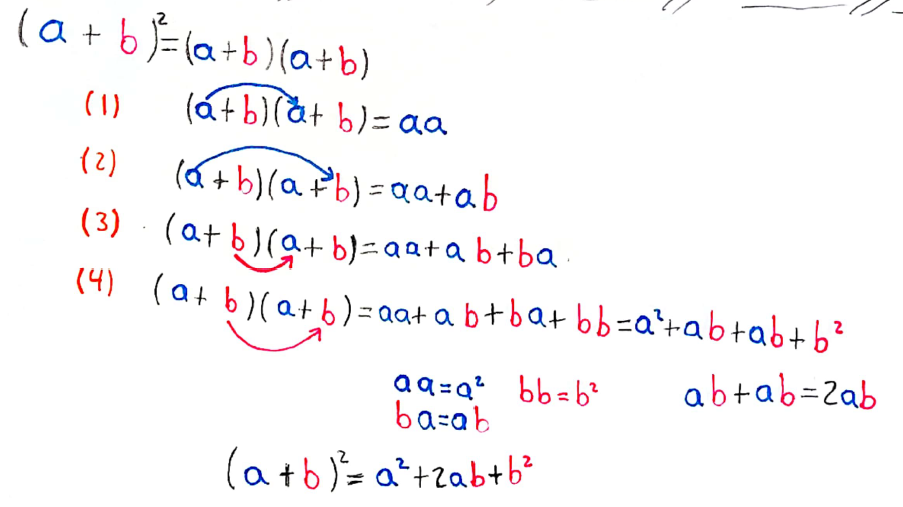 (a + b)²=(a+b)(a+b)
(1) (a+b)(a+ b)=aa
(2) (a+b)(a+b)=aa+ab
(3) (a+b)(a+b)=aa+ab+ba
(4) (a+b)(a+b)=aa+ab+ba+bb=a²+ab+ab+b²
aa=a² bb=b² ab+ab=2ab
ba=ab
(a+b)²=a²+2ab+b²